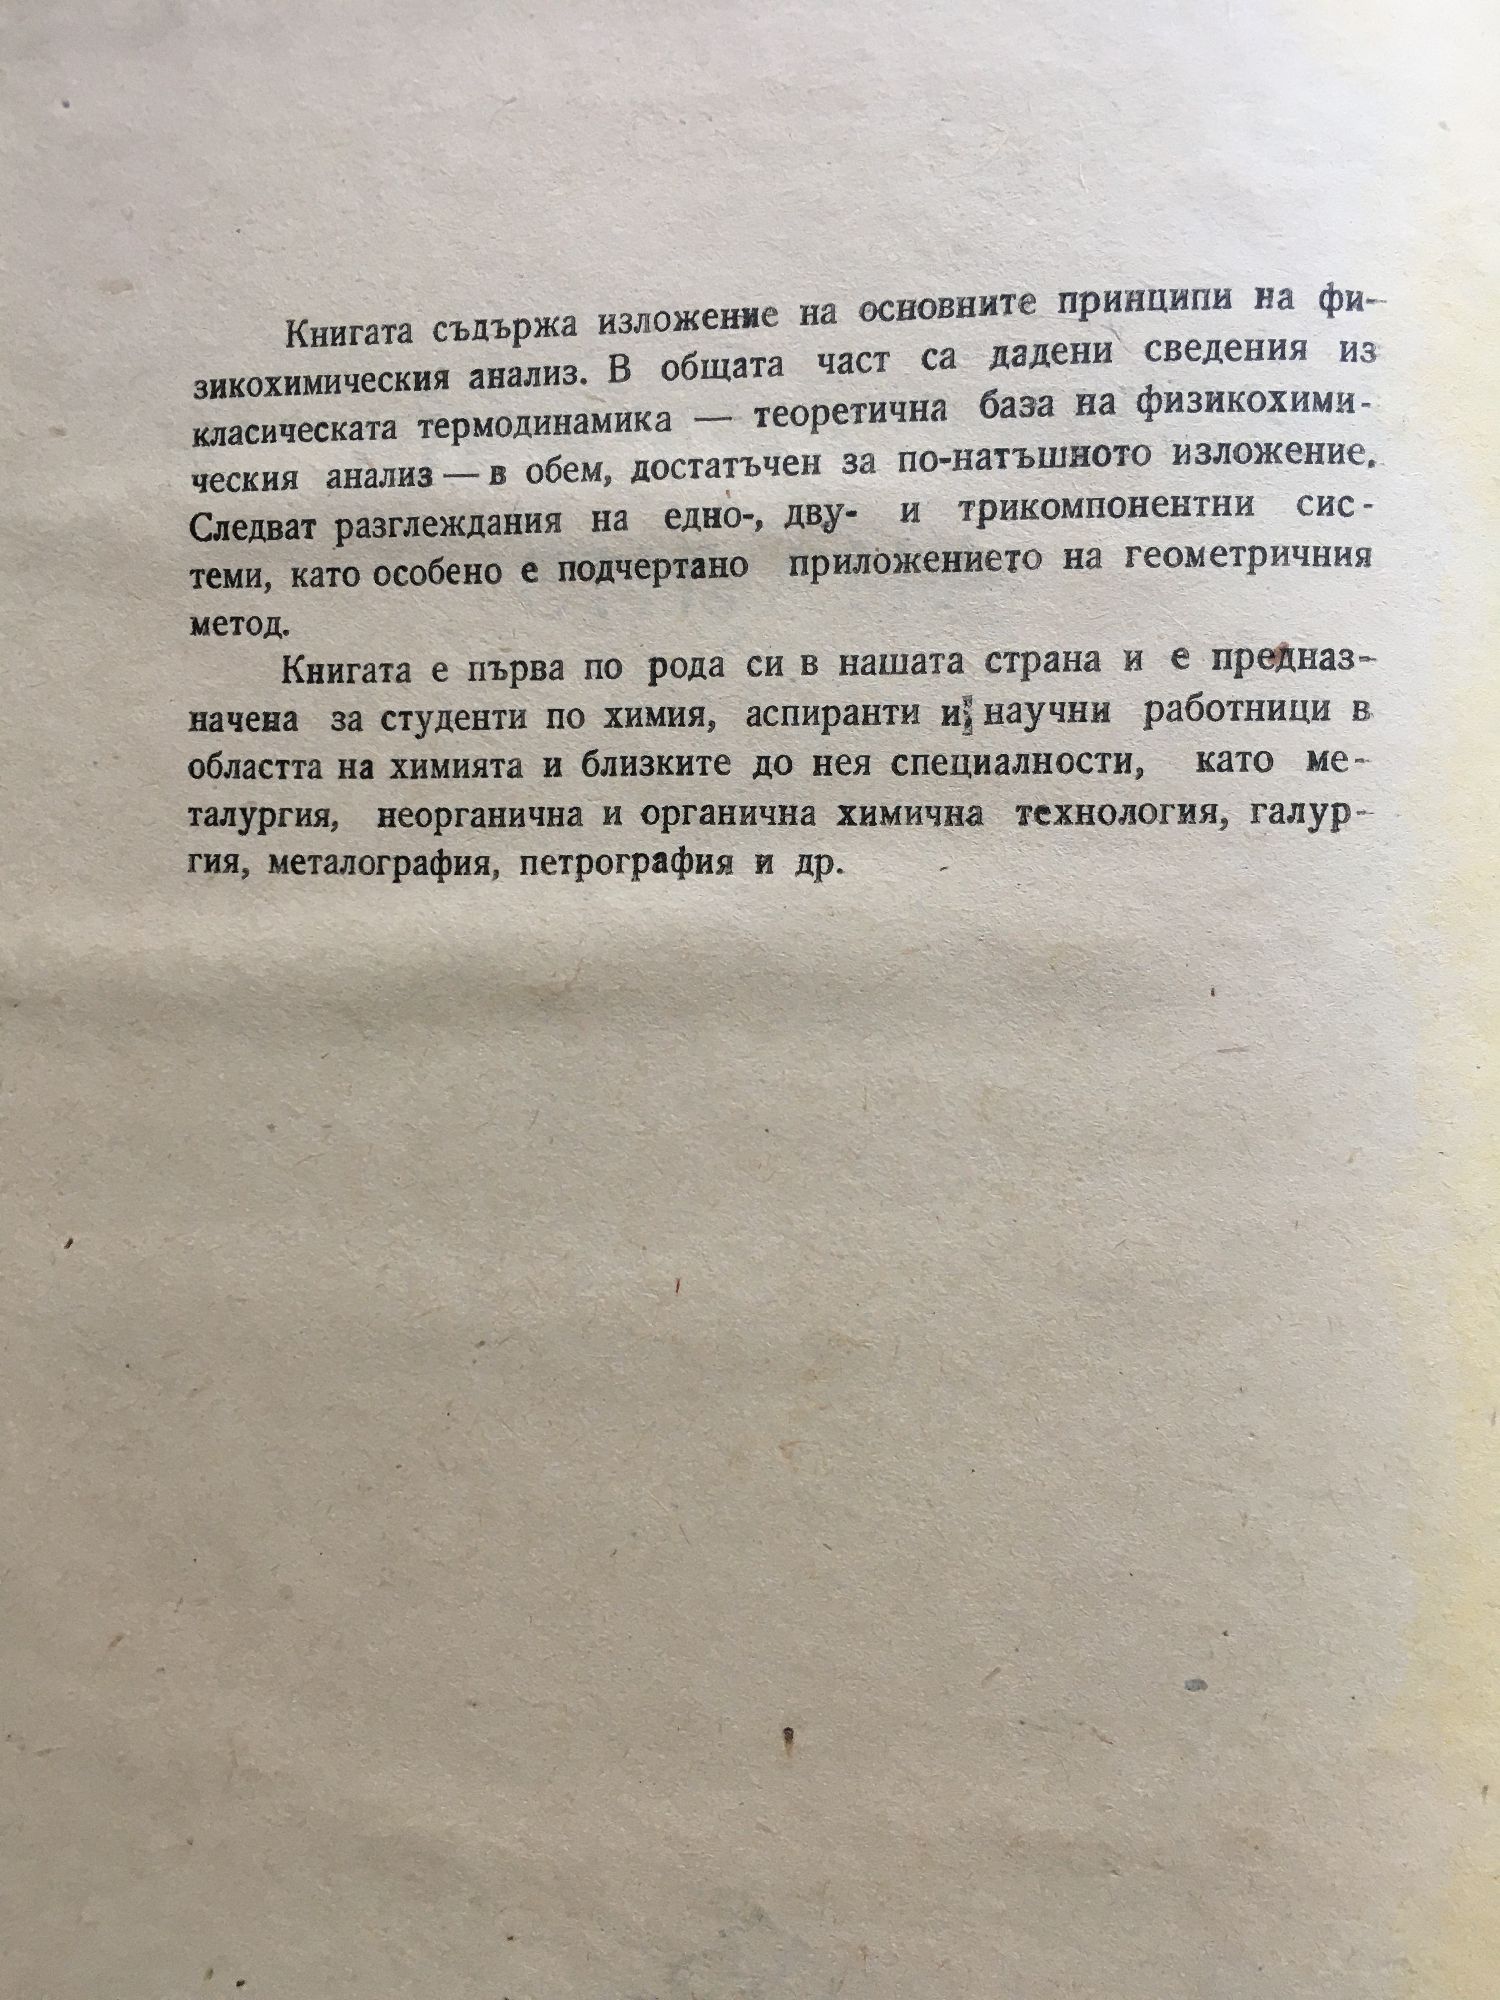 Книгата съдържа изложение на основните принципи на фи-
зикохимическия анализ. В общата част са дадени сведения из
класическата термодинамика — теоретична база на физикохими-
ческия анализ — в обем, достатъчен за по-натъшното изложение.
Следват разглеждания на едно-, дву- и трикомпонентни сис-
теми, като особено е подчертано приложението на геометричния
метод.
Книгата е първа по рода си в нашата страна и е предназ-
начена за студенти по химия, аспиранти и научни работници в
областта на химията и близките до нея специалности, като ме-
талургия, неорганична и органична химична технология, галур-
гия, металография, петрография и др.